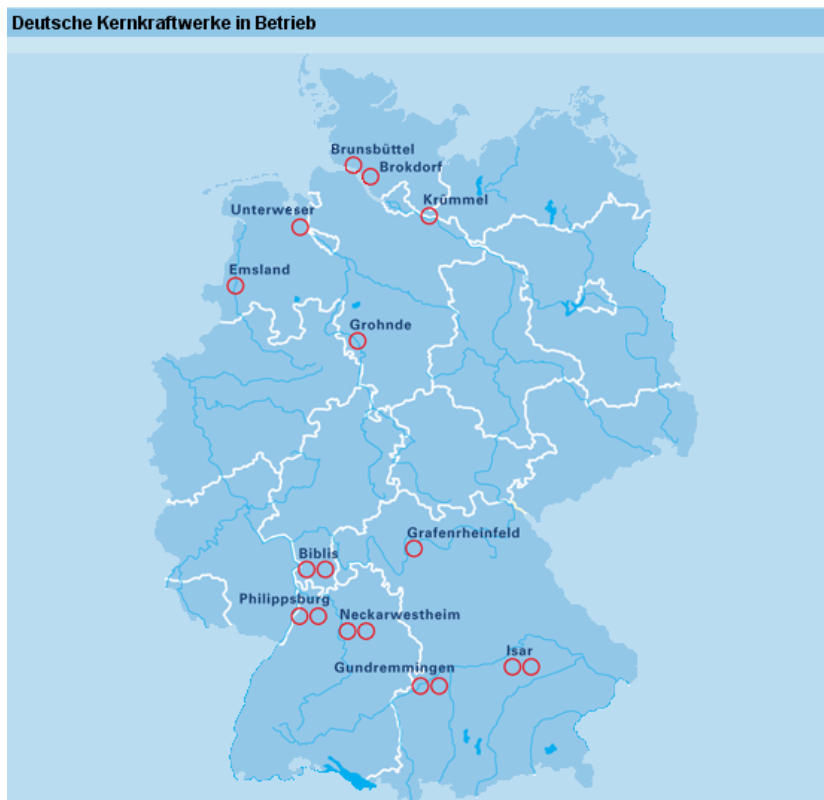 Deutsche Kernkraftwerke in Betrieb
Brunsbüttel
Brokdorf
Krümmel
Unterweser
Emsland
Grohnde
Grafenrheinfeld
Biblis
Philippsburg
Neckarwestheim
Isar
Gundremmingen